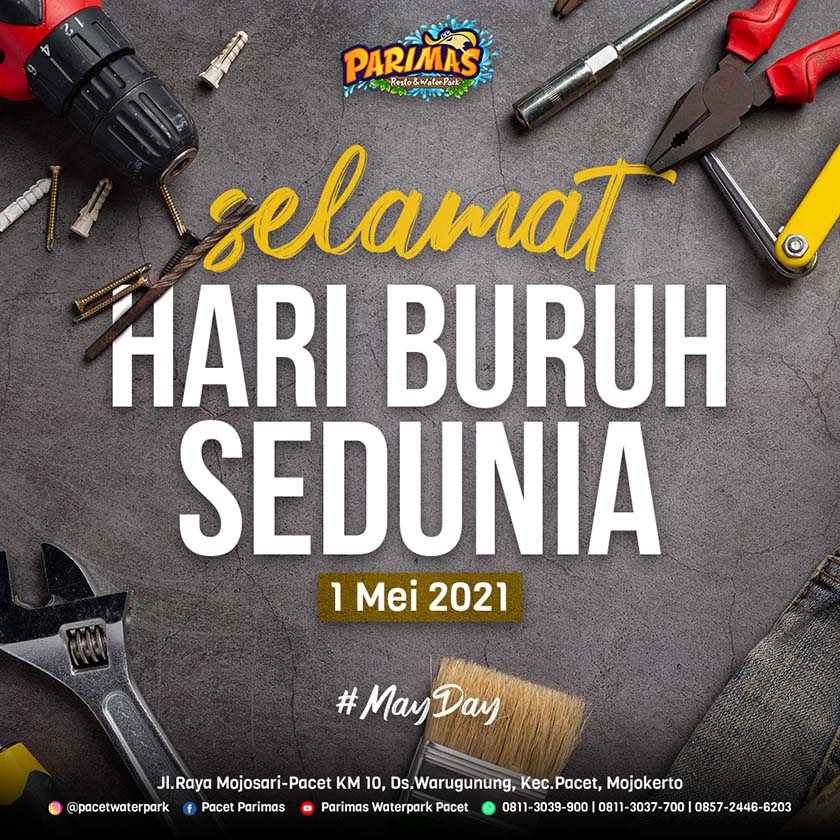 PARIMAS
Resto & Water Park
selamat
HARI BURUH
SEDUNIA
1 Mei 2021
#MayDay
Jl.Raya Mojosari-Pacet KM 10, Ds.Warugunung, Kec.Pacet, Mojokerto
@pacetwaterpark Pacet Parimas Parimas Waterpark Pacet 0811-3039-900 | 0811-3037-700 | 0857-2446-6203